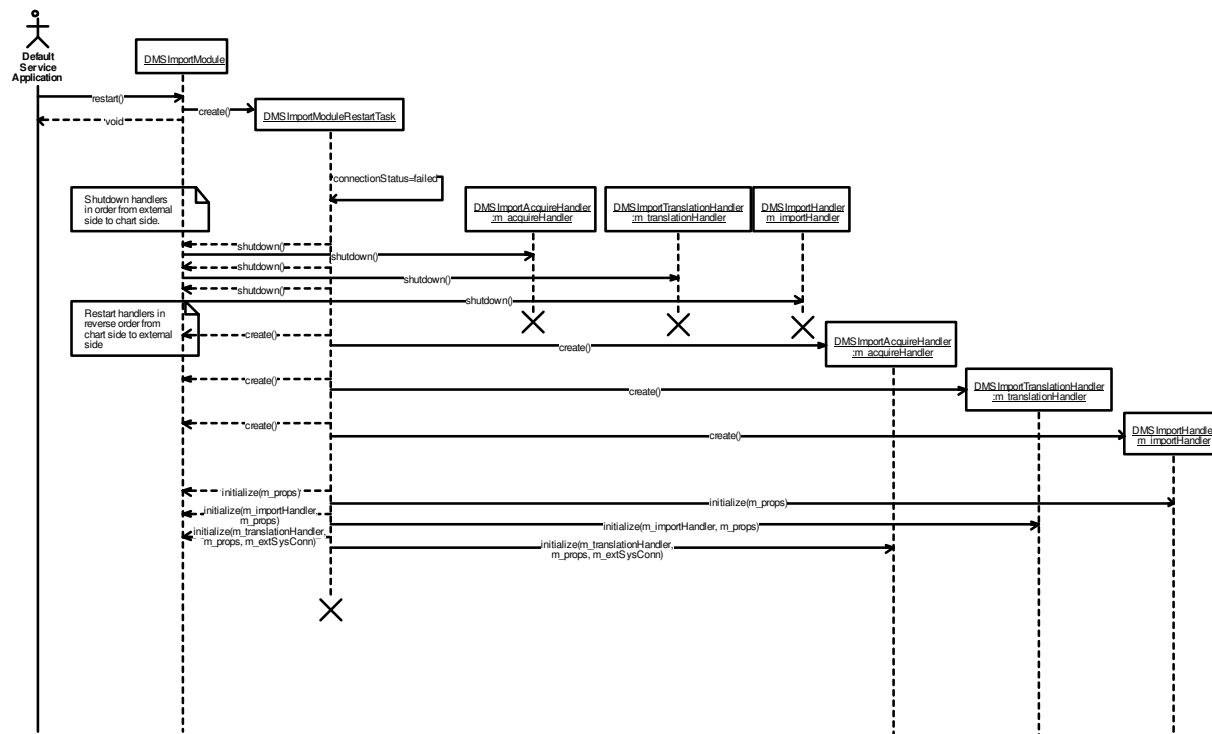 Default
Service
Application
DMSImportModule
restart()
create()
void
DMSImportModuleRestartTask
connectionStatus=failed
Shutdown handlers
in order from external
side to chart side.
DMSImportAcquireHandler
:m_acquireHandler
DMSImportTranslationHandler
:m_translationHandler
DMSImportHandler
m_importHandler
shutdown()
shutdown()
shutdown()
shutdown()
shutdown()
shutdown()
Restart handlers in
reverse order from
chart side to external
side
create()
create()
DMSImportAcquireHandler
:m_acquireHandler
create()
create()
DMSImportTranslationHandler
:m_translationHandler
create()
create()
DMSImportHandle
m_importHandler
initialize(m_props)
initialize(m_props)
initialize(m_importHandler,
m_props)
initialize(m_importHandler, m_props)
initialize(m_translationHandler,
m_props, m_extSysConn)
initialize(m_translationHandler,
m_props, m_extSysConn)